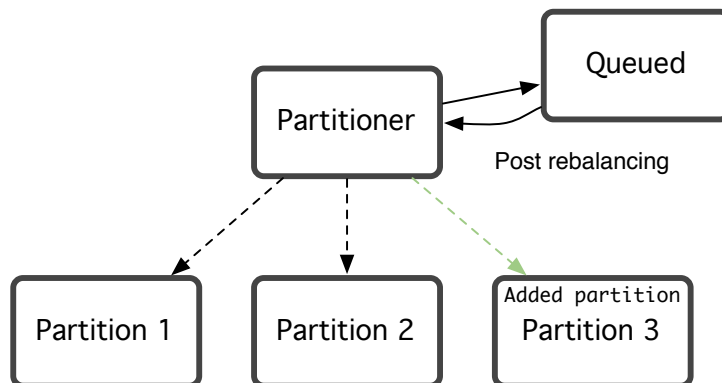 Queued
Partitioner
Post rebalancing
Added partition
Partition 1
Partition 2
Partition 3